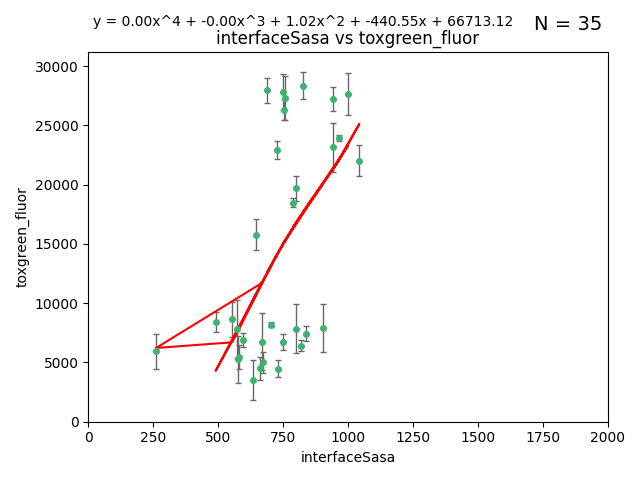 y = 0.00x^4 + -0.00x^3 + 1.02x^2 + -440.55x + 66713.12
N = 35
interfaceSasa vs toxgreen_fluor
30000
25000
20000
15000
10000
5000
0
toxgreen_fluor
0 250 500 750 1000 1250 1500 1750 2000
interfaceSasa